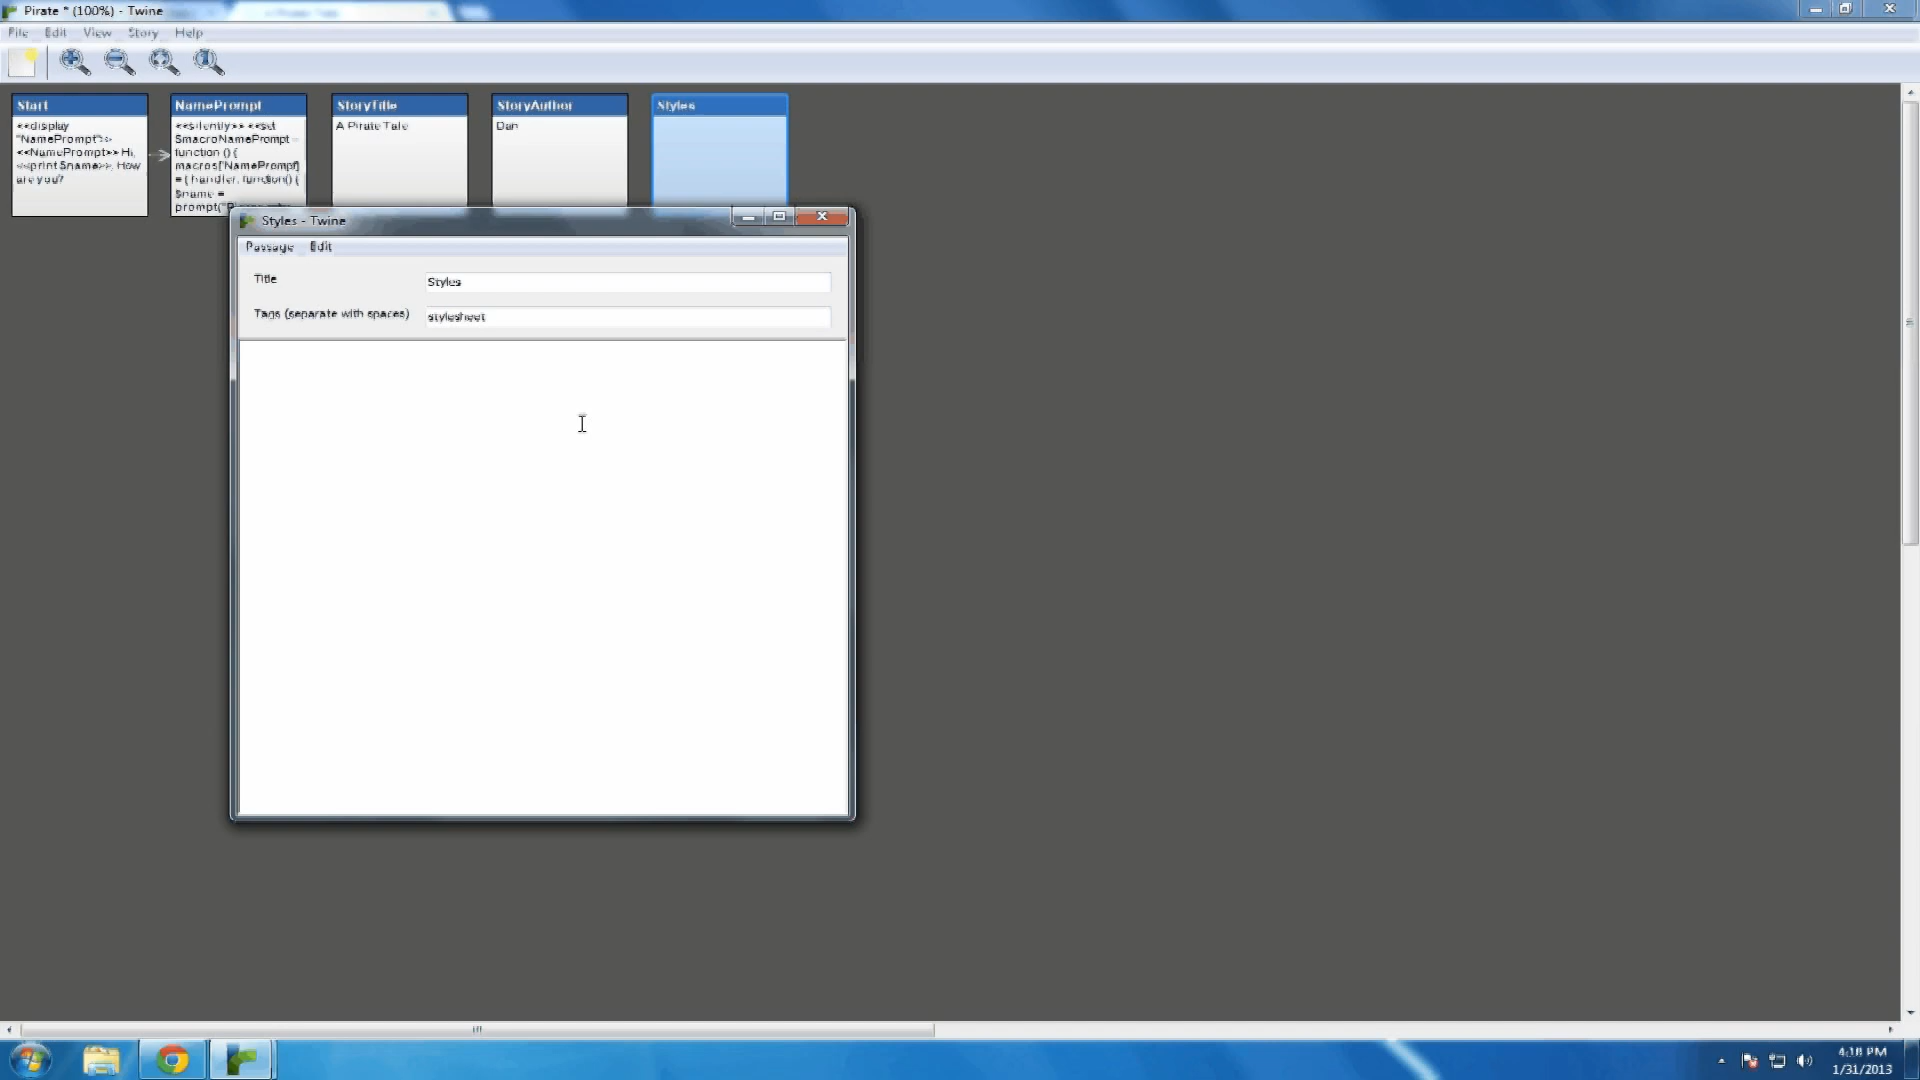 Pirate * (100%) - Twine
File Edit View Story Help
Start
<<display
"NamePrompt">>
<<NamePrompt>> Hi,
<<print $name>>. How
are you?
NamePrompt
<<silently>> <<set
$macroNamePrompt =
function () {
macros['NamePrompt']
= { handler: function() {
$name =
prompt("Please
StoryTitle
A Pirate Tale
StoryAuthor
Dan
Styles
Styles - Twine
Passage Edit
Title
Styles
Tags (separate with spaces)
stylesheet
4:18 PM
1/31/2013